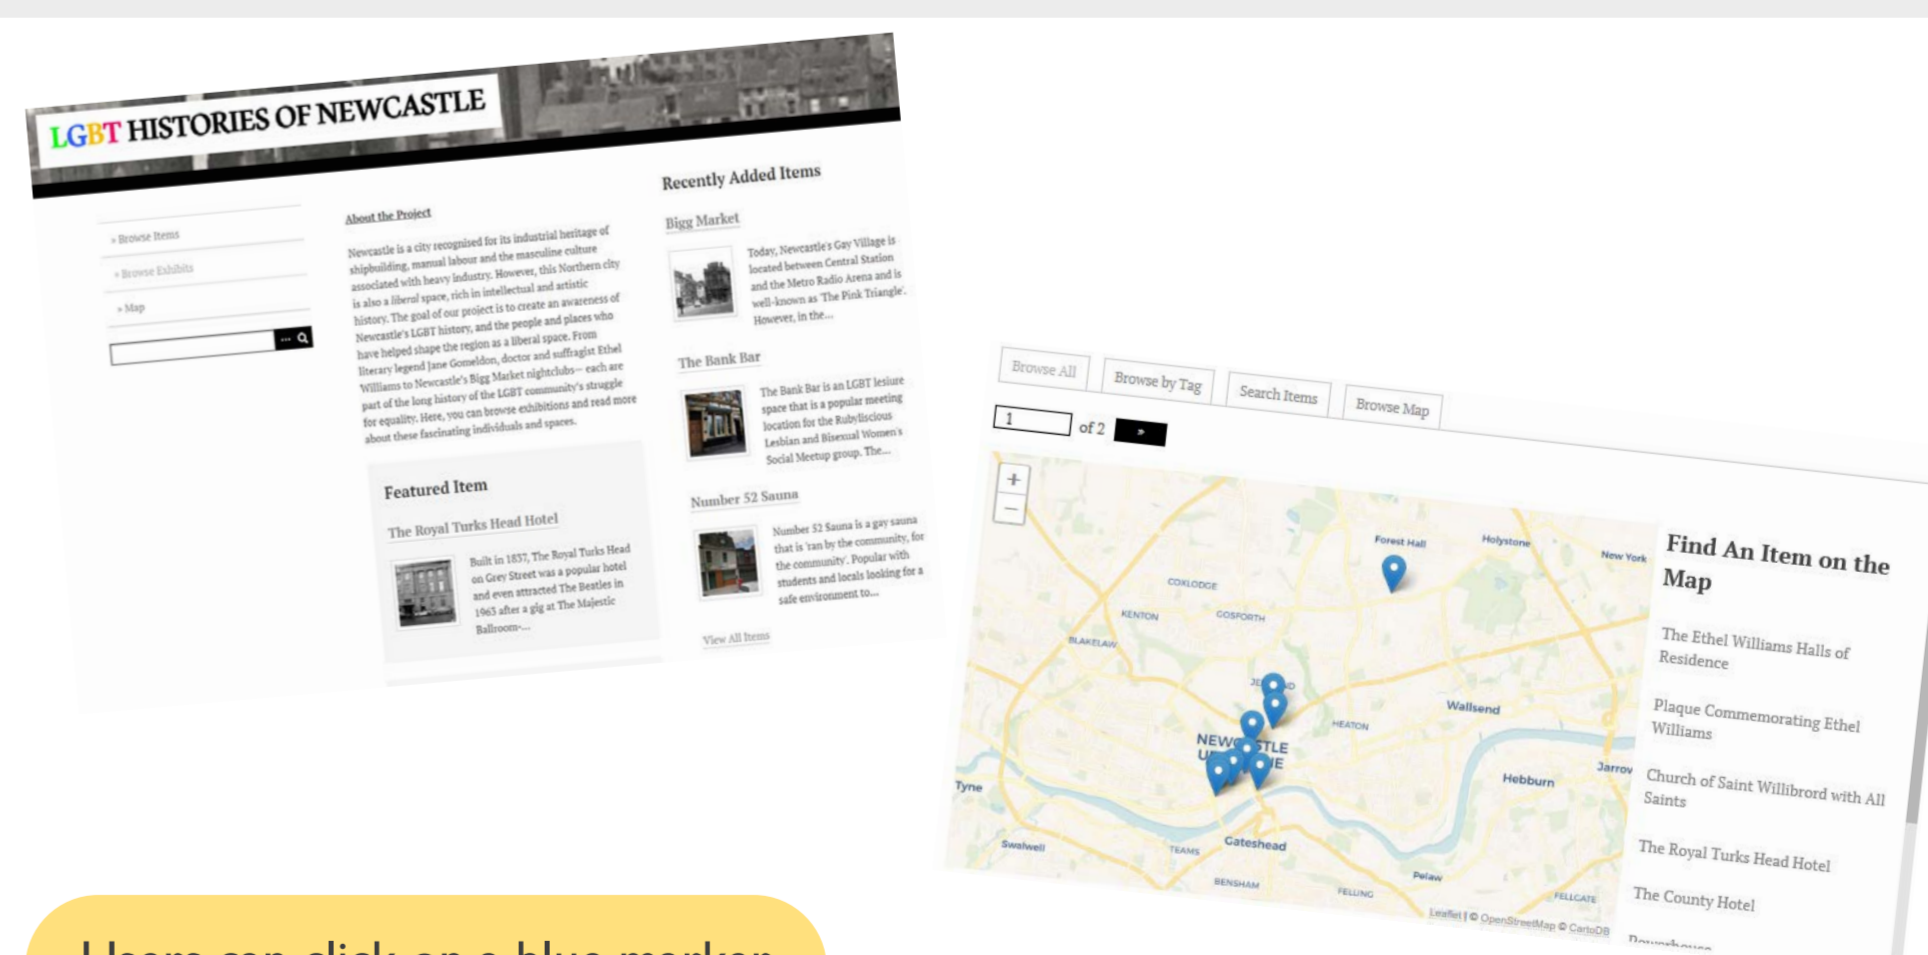 LGBT HISTORIES OF NEWCASTLE
» Browse Items
» Browse Exhibits
» Map
About the Project
Newcastle is a city recognised for its industrial heritage of
shipbuilding, manual labour and the masculine culture
associated with heavy industry. However, this Northern city
is also a liberal space, rich in intellectual and artistic
history. The goal of our project is to create an awareness of
Newcastle's LGBT history, and the people and places who
have helped shape the region as a liberal space. From
literary legend Jane Gomeldon, doctor and suffragist Ethel
Williams to Newcastle's Bigg Market nightclubs— each are
part of the long history of the LGBT community's struggle
for equality. Here, you can browse exhibitions and read more
about these fascinating individuals and spaces.
Featured Item
The Royal Turks Head Hotel
Built in 1837, The Royal Turks Head
on Grey Street was a popular hotel
and even attracted The Beatles in
1963 after a gig at The Majestic
Ballroom-...
Recently Added Items
Bigg Market
Today, Newcastle's Gay Village is
located between Central Station
and the Metro Radio Arena and is
well-known as 'The Pink Triangle'.
However, in the...
The Bank Bar
The Bank Bar is an LGBT lesiure
space that is a popular meeting
location for the Rubyliscious
Lesbian and Bisexual Women's
Social Meetup group. The...
Number 52 Sauna
Number 52 Sauna is a gay sauna
that is 'ran by the community, for
the community'. Popular with
students and locals looking for a
safe environment to...
View All Items
Browse All
Browse by Tag
Search Items
Browse Map
1 of 2 »
+
−
Forest Hall
Holystone
New York
COXLODGE
KENTON
GOSFORTH
BLAKELAW
HEATON
Wallsend
NEWCASTLE
Hebburn
Jarrow
Tyne
Swalwell
TEAMS
Gateshead
BENSHAM
FELLING
Pelaw
FELLGATE
Leaflet | © OpenStreetMap © CartoDB
Find An Item on the
Map
The Ethel Williams Halls of
Residence
Plaque Commemorating Ethel
Williams
Church of Saint Willibrord with All
Saints
The Royal Turks Head Hotel
The County Hotel
Powerhouse
Users can click on a blue marker